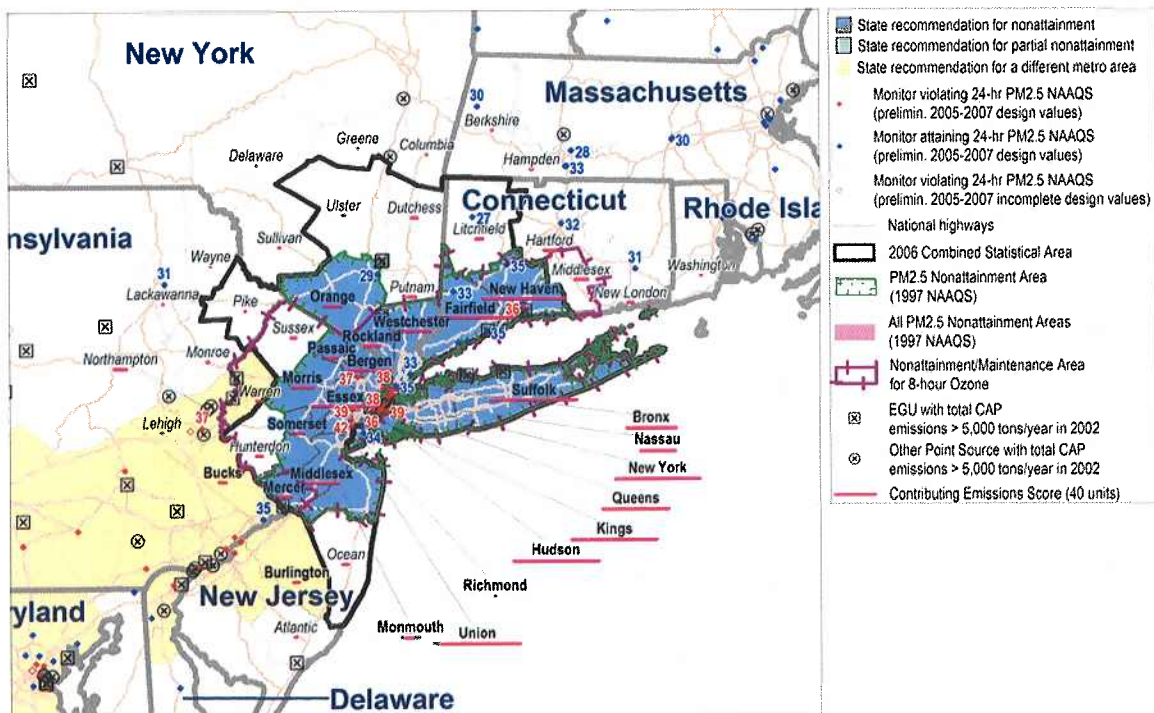 New York
Massachusetts
30
Berkshire
30
Greene
Columbia
Delaware
Hampden
28
33
Ulster
Dutchess
Connecticut
27
Litchfield
32
Hartford
Rhode Isla
nsylvania
Sullivan
Wayne
31
Lackawanna
Pike
Orange
29
Putnam
35
33
New Haven
Fairfield
36
Middlesex
31
New London
Washington
Sussex
Westchester
Rockland
Passaic
Bergen
35
33
Northampton
Monroe
Warren
Morris
37
38
35
Essex
38
39
39
42
36
34
Suffolk
Lehigh
37
Somerset
Hunterdon
Bucks
Middlesex
Mercer
35
Ocean
Burlington
New Jersey
Atlantic
ryland
Delaware
Bronx
Nassau
New York
Queens
Kings
Hudson
Richmond
Monmouth
Union
State recommendation for nonattainment
State recommendation for partial nonattainment
State recommendation for a different metro area
Monitor violating 24-hr PM2.5 NAAQS
(prelimin. 2005-2007 design values)
Monitor attaining 24-hr PM2.5 NAAQS
(prelimin. 2005-2007 design values)
Monitor violating 24-hr PM2.5 NAAQS
(prelimin. 2005-2007 incomplete design values)
National highways
2006 Combined Statistical Area
PM2.5 Nonattainment Area
(1997 NAAQS)
All PM2.5 Nonattainment Areas
(1997 NAAQS)
Nonattainment/Maintenance Area
for 8-hour Ozone
EGU with total CAP
emissions > 5,000 tons/year in 2002
Other Point Source with total CAP
emissions > 5,000 tons/year in 2002
Contributing Emissions Score (40 units)